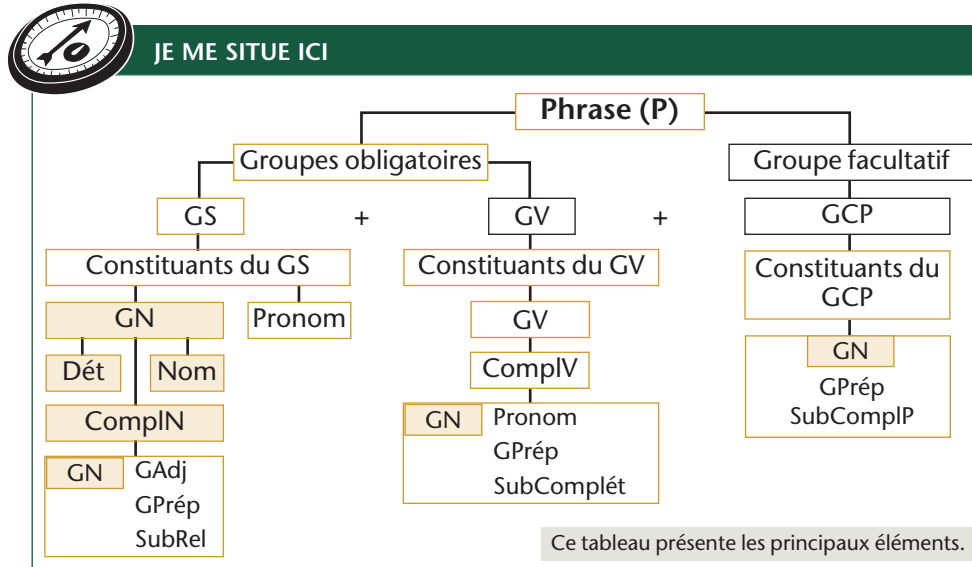 JE ME SITUE ICI
Phrase (P)
Groupes obligatoires
Groupe facultatif
GS
+
GV
+
GCP
Constituants du GS
Constituants du GV
Constituants du
GCP
GN
Pronom
GV
GN
Dét
Nom
ComplV
GPrép
SubComplP
ComplN
GN
Pronom
GPrép
SubComplét
GN
GAdj
GPrép
SubRel
Ce tableau présente les principaux éléments.